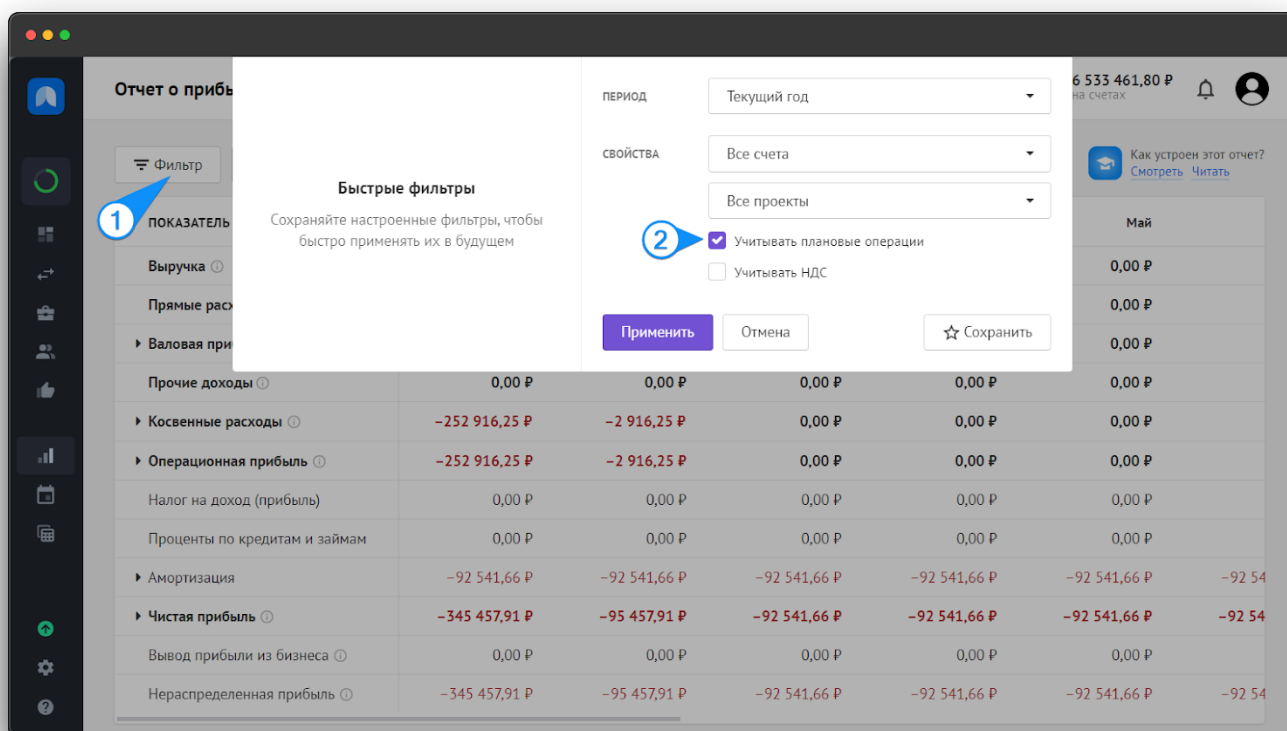 Отчет о прибы
6 533 461,80 ₽
на счетах
Фильтр
Как устроен этот отчет?
Смотреть Читать
1
Быстрые фильтры
Сохраняйте настроенные фильтры, чтобы
быстро применять их в будущем
ПЕРИОД Текущий год
СВОЙСТВА Все счета
Все проекты
2 Учитывать плановые операции
Учитывать НДС
Применить Отмена Сохранить
ПОКАЗАТЕЛЬ Май
Выручка 0,00 ₽
Прямые расх 0,00 ₽
Валовая при 0,00 ₽
Прочие доходы 0,00 ₽ 0,00 ₽ 0,00 ₽ 0,00 ₽ 0,00 ₽
Косвенные расходы −252 916,25 ₽ −2 916,25 ₽ 0,00 ₽ 0,00 ₽ 0,00 ₽
Операционная прибыль −252 916,25 ₽ −2 916,25 ₽ 0,00 ₽ 0,00 ₽ 0,00 ₽
Налог на доход (прибыль) 0,00 ₽ 0,00 ₽ 0,00 ₽ 0,00 ₽ 0,00 ₽
Проценты по кредитам и займам 0,00 ₽ 0,00 ₽ 0,00 ₽ 0,00 ₽ 0,00 ₽
Амортизация −92 541,66 ₽ −92 541,66 ₽ −92 541,66 ₽ −92 541,66 ₽ −92 541,66 ₽ −92 54
Чистая прибыль −345 457,91 ₽ −95 457,91 ₽ −92 541,66 ₽ −92 541,66 ₽ −92 541,66 ₽ −92 54
Вывод прибыли из бизнеса 0,00 ₽ 0,00 ₽ 0,00 ₽ 0,00 ₽ 0,00 ₽
Нераспределенная прибыль −345 457,91 ₽ −95 457,91 ₽ −92 541,66 ₽ −92 541,66 ₽ −92 541,66 ₽ −92 54